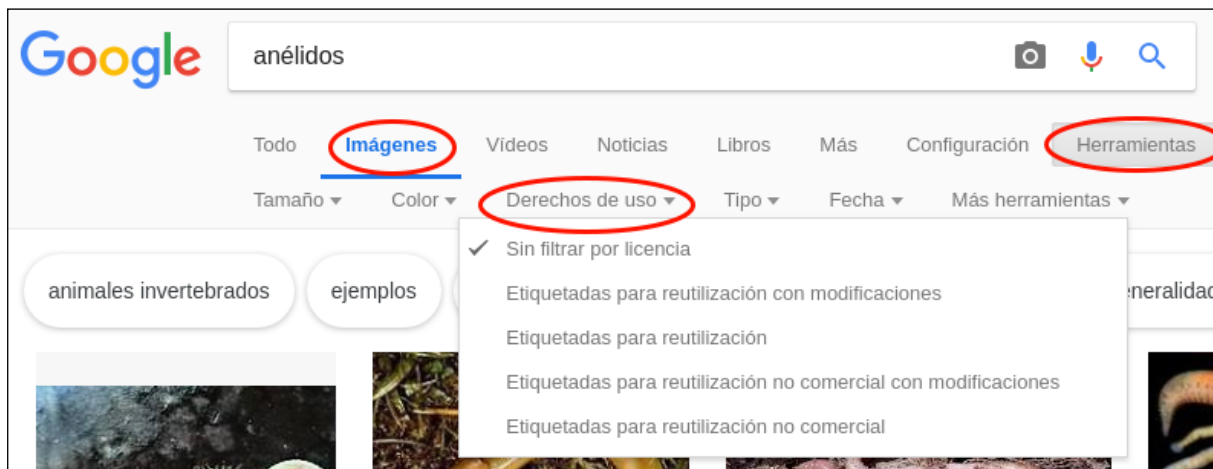 Google
anélidos
Todo Imágenes Vídeos Noticias Libros Más Configuración Herramientas
Tamaño Color Derechos de uso Tipo Fecha Más herramientas
Sin filtrar por licencia
animales invertebrados ejemplos
Etiquetadas para reutilización con modificaciones
Etiquetadas para reutilización
Etiquetadas para reutilización no comercial con modificaciones
Etiquetadas para reutilización no comercial